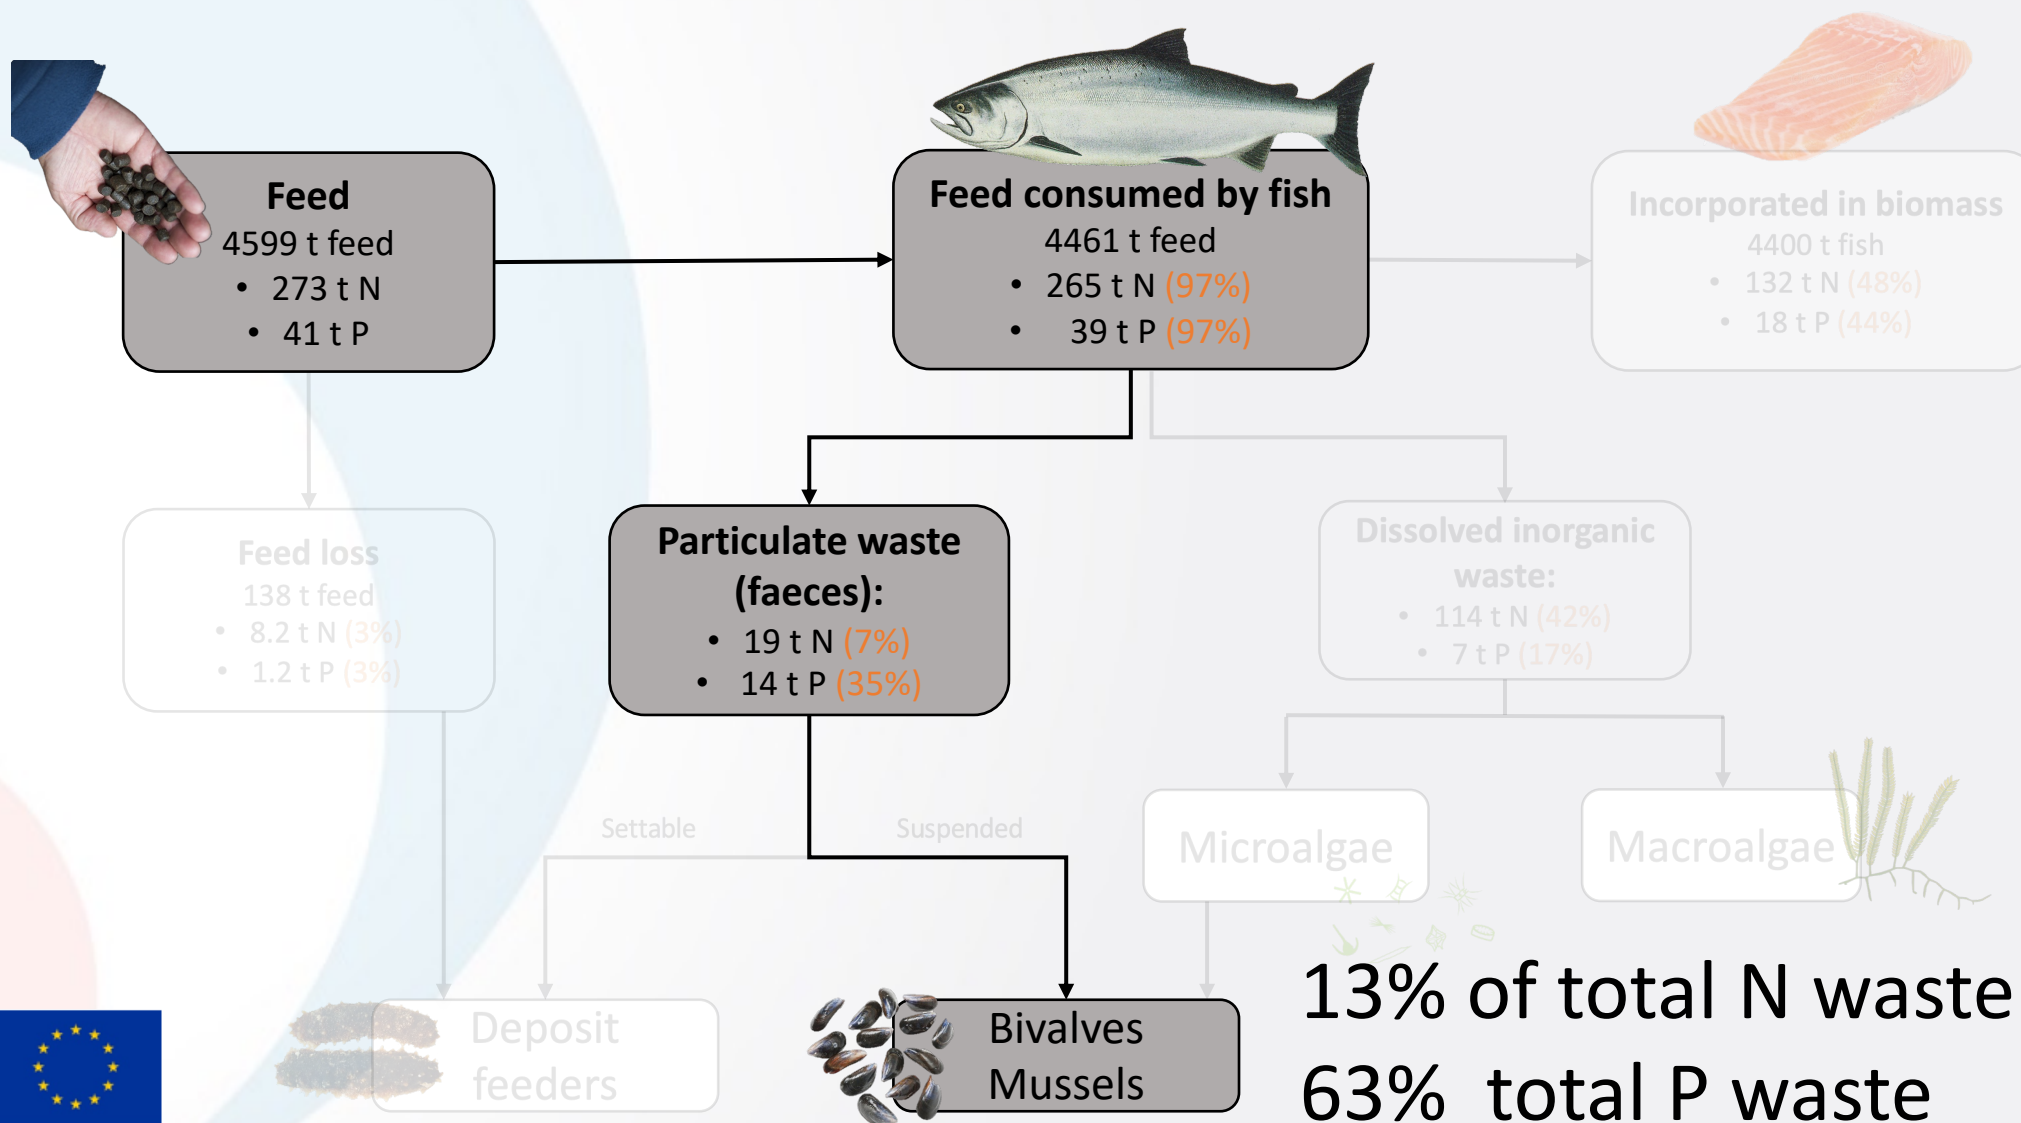 Feed
4599 t feed
• 273 t N
• 41 t P
Feed consumed by fish
4461 t feed
• 265 t N (97%)
• 39 t P (97%)
Incorporated in biomass
4400 t fish
• 132 t N (48%)
• 18 t P (44%)
Feed loss
138 t feed
• 8.2 t N (3%)
• 1.2 t P (3%)
Particulate waste
(faeces):
• 19 t N (7%)
• 14 t P (35%)
Dissolved inorganic
waste:
• 114 t N (42%)
• 7 t P (17%)
Settable
Suspended
Microalgae
Macroalgae
Deposit
feeders
Bivalves
Mussels
13% of total N waste
63% total P waste